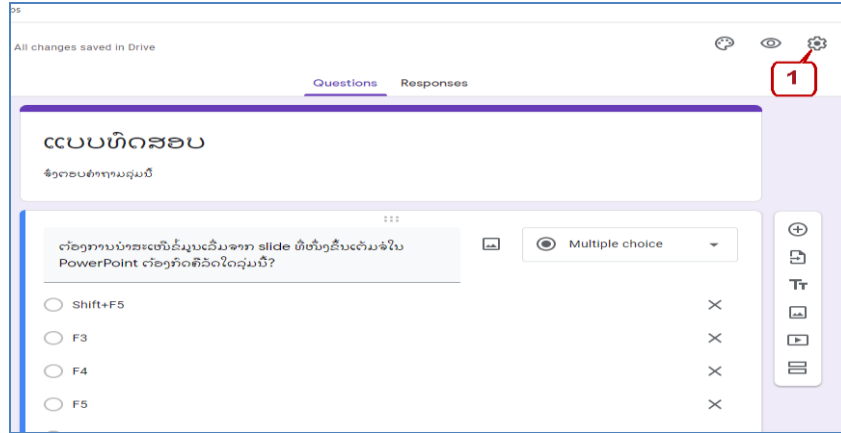 ps
All changes saved in Drive
1
Questions Responses
ແບບທົດສອບ
ຈົ່ງຕອບຄຳຖາມລຸ່ມນີ້
ຕ້ອງການນຳສະເໜີຂໍ້ມູນເລີ່ມຈາກ slide ທີ່ໜຶ່ງຂຶ້ນເຕັມຈໍໃນ
PowerPoint ຕ້ອງກົດຄີລັດໃດລຸ່ມນີ້?
Multiple choice
Tт
Shift+F5
F3
F4
F5